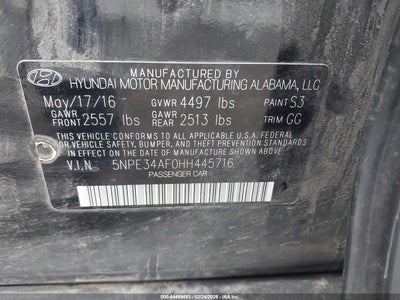 MANUFACTURED BY
HYUNDAI MOTOR MANUFACTURING ALABAMA, LLC
May/17/16 GVWR 4497 lbs PAINT S3
GAWR FRONT 2557 lbs GAWR REAR 2513 lbs TRIM GG
THIS VEHICLE CONFORMS TO ALL APPLICABLE FEDERAL MOTOR VEHICLE
SAFETY, BUMPER, AND THEFT PREVENTION STANDARDS IN EFFECT ON
THE DATE OF MANUFACTURE SHOWN ABOVE.
V.I.N 5NPE34AF0HH445716
PASSENGER CAR